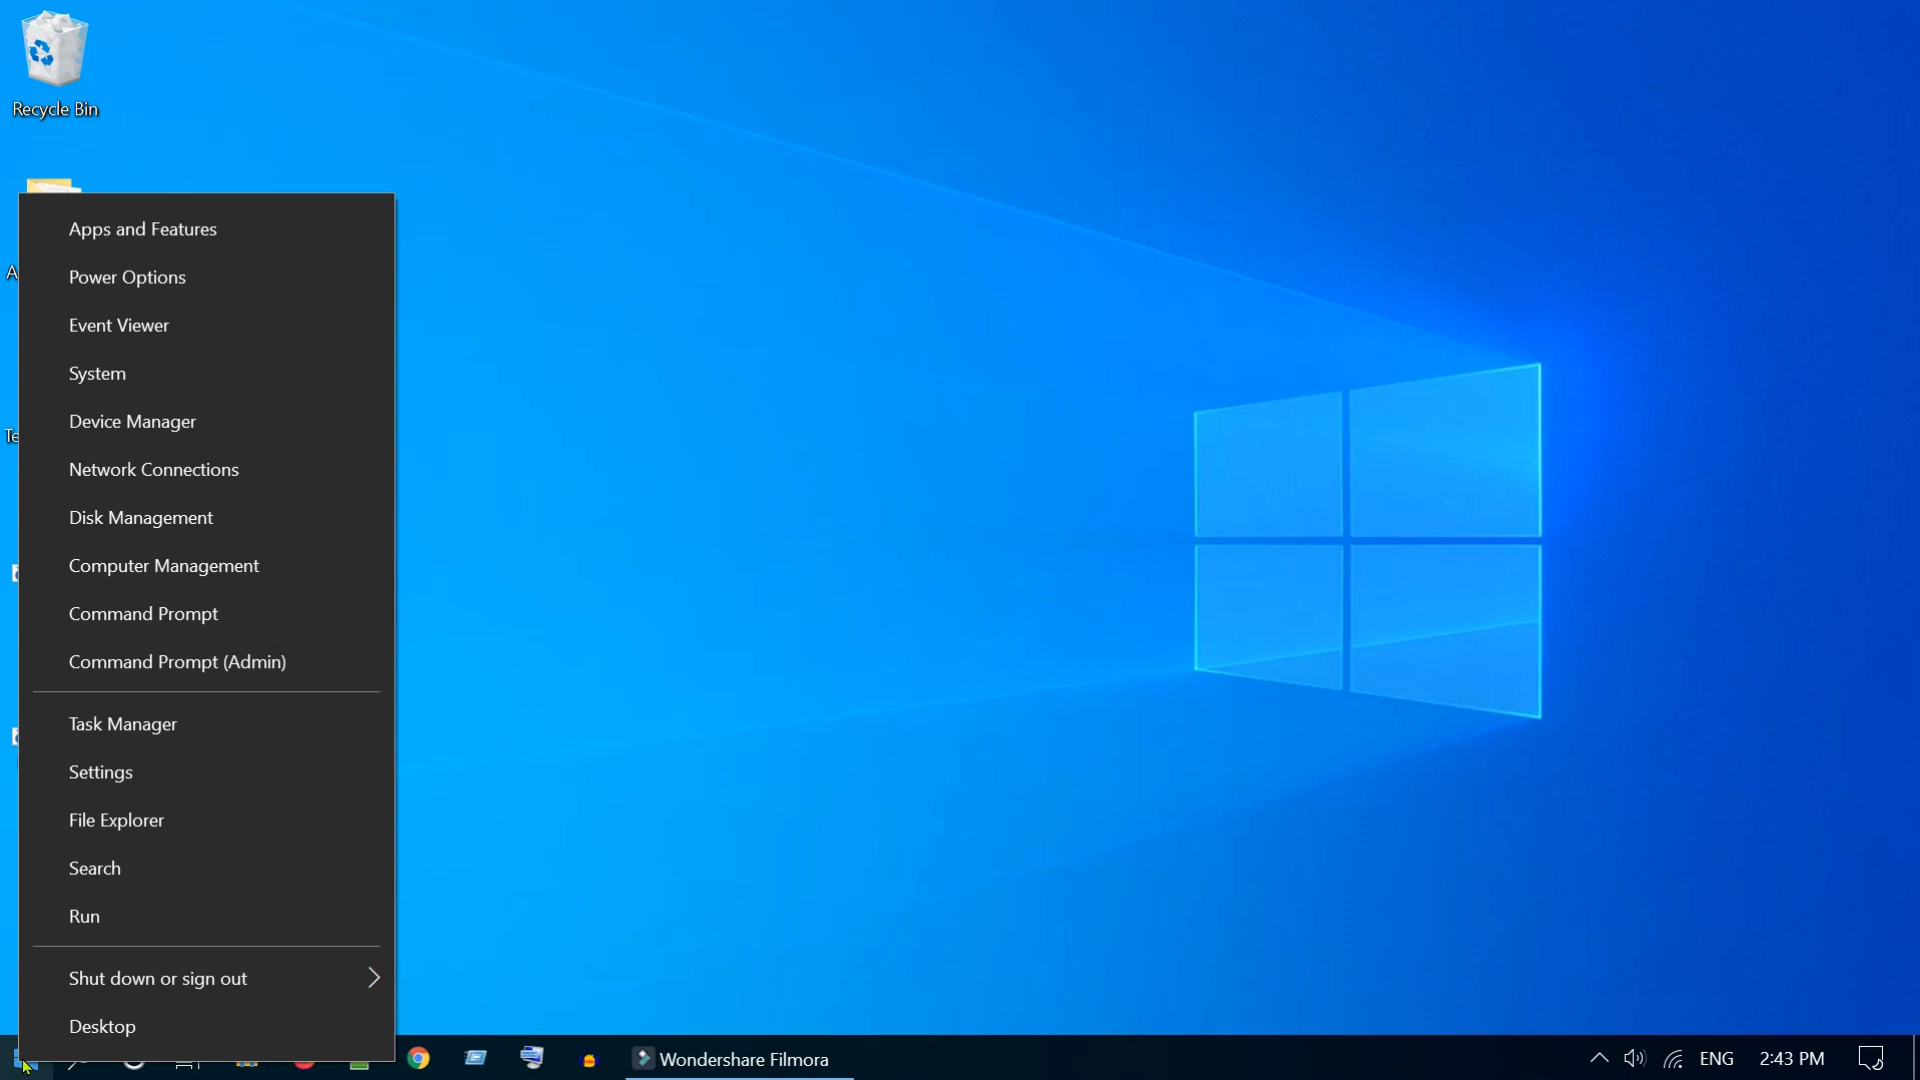 Recycle Bin
Apps and Features
Power Options
Event Viewer
System
Device Manager
Network Connections
Disk Management
Computer Management
Command Prompt
Command Prompt (Admin)
Task Manager
Settings
File Explorer
Search
Run
Shut down or sign out
Desktop
Wondershare Filmora
ENG
2:43 PM